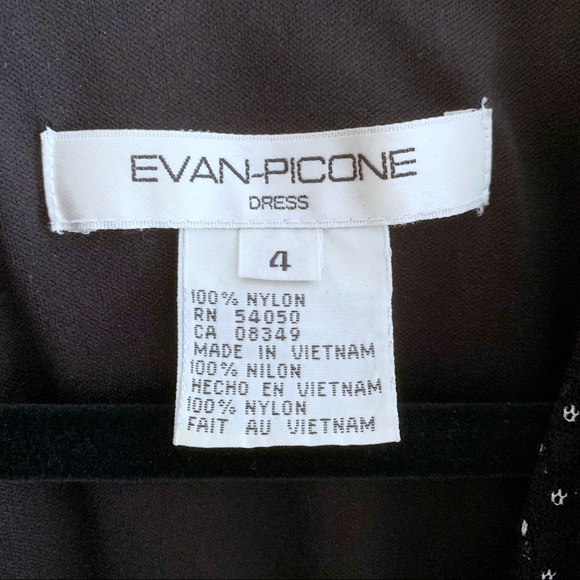 EVAN-PICONE
DRESS
4
100% NYLON
RN 54050
CA 08349
MADE IN VIETNAM
100% NILON
HECHO EN VIETNAM
100% NYLON
FAIT AU VIETNAM